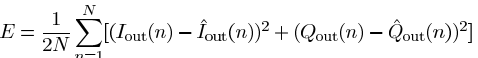 $E = \frac{1}{2N} \sum_{n=1}^{N} [(I_{\text{out}}(n) - \hat{I}_{\text{out}}(n))^2 + (Q_{\text{out}}(n) - \hat{Q}_{\text{out}}(n))^2]$